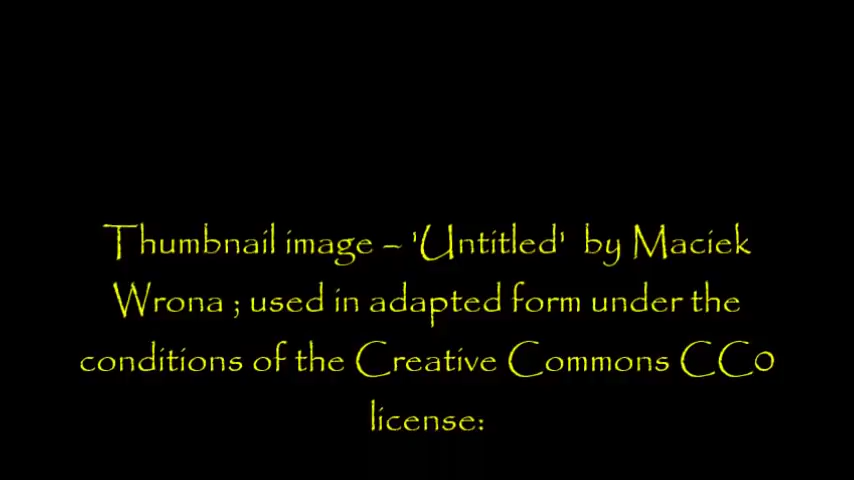 Thumbnail image – 'Untitled' by Maciek
Wrona ; used in adapted form under the
conditions of the Creative Commons CC0
license: